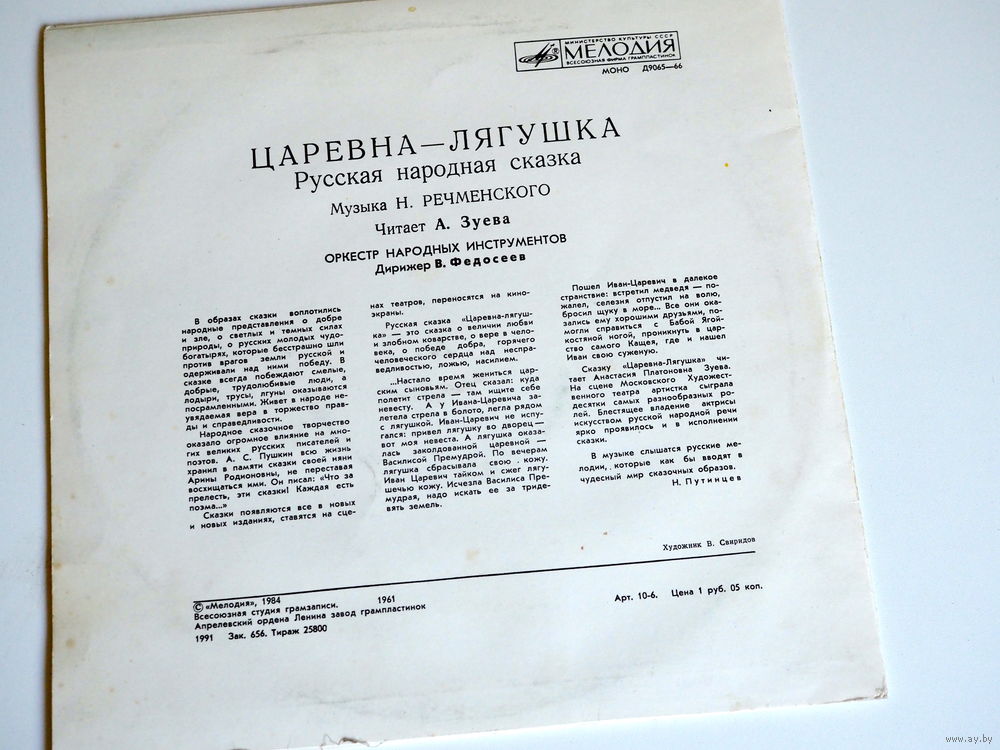 МИНИСТЕРСТВО КУЛЬТУРЫ СССР
МЕЛОДИЯ
ВСЕСОЮЗНАЯ ФИРМА ГРАМПЛАСТИНОК
МОНО Д9065—66
ЦАРЕВНА—ЛЯГУШКА
Русская народная сказка
Музыка Н. РЕЧМЕНСКОГО
Читает А. Зуева
ОРКЕСТР НАРОДНЫХ ИНСТРУМЕНТОВ
Дирижер В. Федосеев
В образах сказки воплотились
народные представления о добре
и зле, о светлых и темных силах
природы, о русских молодых чудо-
богатырях, которые бесстрашно шли
против врагов земли русской и
одерживали над ними победу. В
сказке всегда побеждают смелые,
добрые, трудолюбивые люди, а
лодыри, трусы, лгуны оказываются
посрамленными. Живет в народе не-
увядаемая вера в торжество прав-
ды и справедливости.
Народное сказочное творчество
оказало огромное влияние на мно-
гих великих русских писателей и
поэтов. А. С. Пушкин всю жизнь
хранил в памяти сказки своей няни
Арины Родионовны, не переставая
восхищаться ими. Он писал: «Что за
прелесть, эти сказки! Каждая есть
поэма...»
Сказки появляются все в новых
и новых изданиях, ставятся на сце-
нах театров, переносятся на кино-
экраны.
Русская сказка «Царевна-лягуш-
ка» — это сказка о величии любви
и злобном коварстве, о вере в чело-
века, о победе добра, горячего
человеческого сердца над неспра-
ведливостью, ложью, насилием.
...Настало время жениться цар-
ским сыновьям. Отец сказал: куда
полетит стрела — там ищите себе
невесту. А у Ивана-Царевича за-
летела стрела в болото, легла рядом
с лягушкой. Иван-Царевич не испу-
гался: привел лягушку во дворец —
вот моя невеста. А лягушка оказа-
лась заколдованной царевной —
Василисой Премудрой. По вечерам
лягушка сбрасывала свою кожу.
Иван Царевич тайком и сжег лягу-
шечью кожу. Исчезла Василиса Пре-
мудрая, надо искать ее за триде-
вять земель.
Пошел Иван-Царевич в далекое
странствие: встретил медведя — по-
жалел, селезня отпустил на волю,
бросил щуку в море... Все они ока-
зались ему хорошими друзьями, по-
могли справиться с Бабой Ягой-
костяной ногой, проникнуть в цар-
ство самого Кащея, где и нашел
Иван свою суженую.
Сказку «Царевна-Лягушка» чи-
тает Анастасия Платоновна Зуева.
На сцене Московского Художест-
венного театра артистка сыграла
десятки самых разнообразных ро-
лей. Блестящее владение актрисы
искусством русской народной речи
ярко проявилось и в исполнении
сказки.
В музыке слышатся русские ме-
лодии, которые как бы вводят в
чудесный мир сказочных образов.
Н. Путинцев
Художник В. Свиридов
© «Мелодия», 1984 1961
Всесоюзная студия грамзаписи.
Апрелевский ордена Ленина завод грампластинок
1991 Зак. 656. Тираж 25800
Арт. 10-6. Цена 1 руб. 05 коп.
www.ay.by